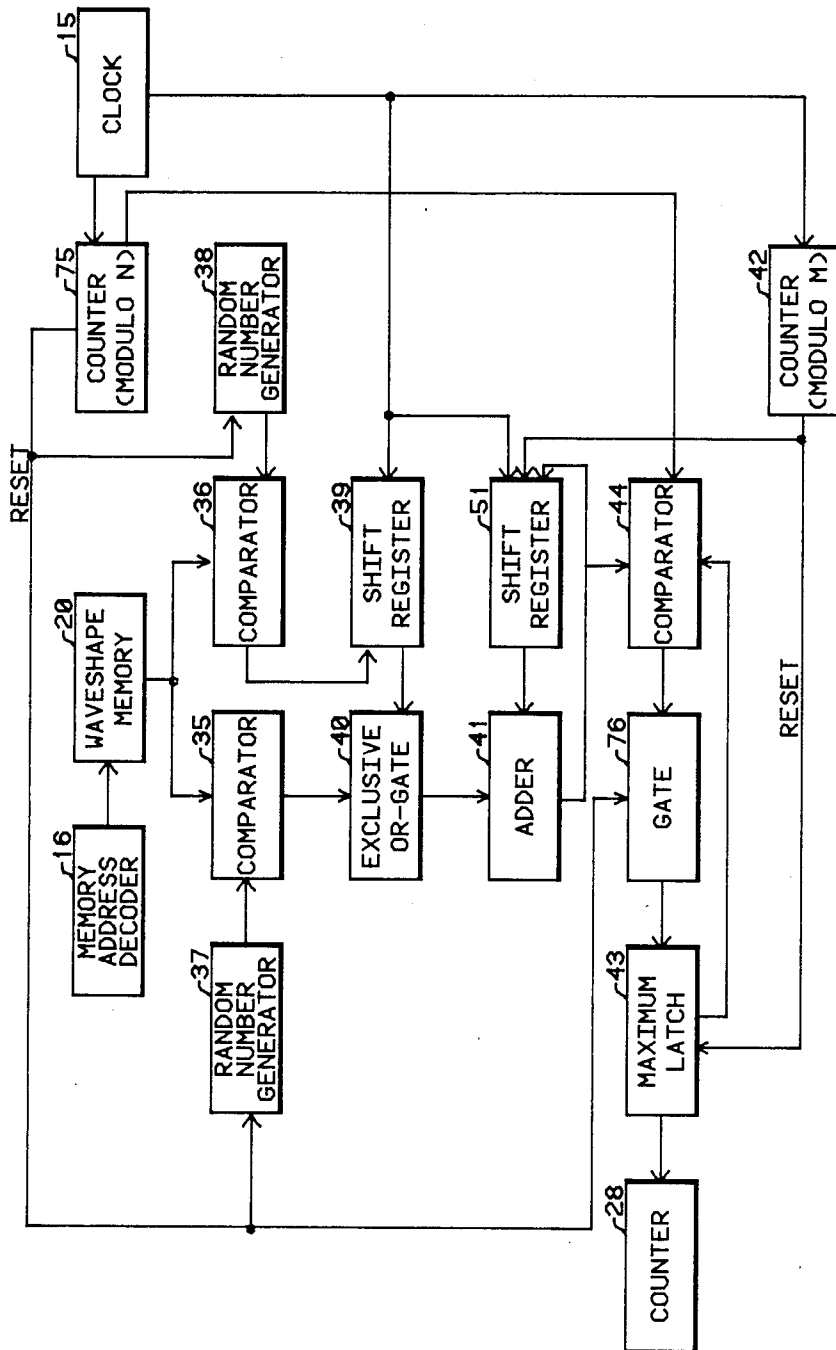 15
CLOCK
75
COUNTER
(MODULO N)
38
RANDOM
NUMBER
GENERATOR
42
COUNTER
(MODULO M)
RESET
20
WAVESHAPE
MEMORY
36
COMPARATOR
39
SHIFT
REGISTER
51
SHIFT
REGISTER
44
COMPARATOR
RESET
16
MEMORY
ADDRESS
DECODER
35
COMPARATOR
40
EXCLUSIVE
OR-GATE
41
ADDER
76
GATE
37
RANDOM
NUMBER
GENERATOR
43
MAXIMUM
LATCH
28
COUNTER